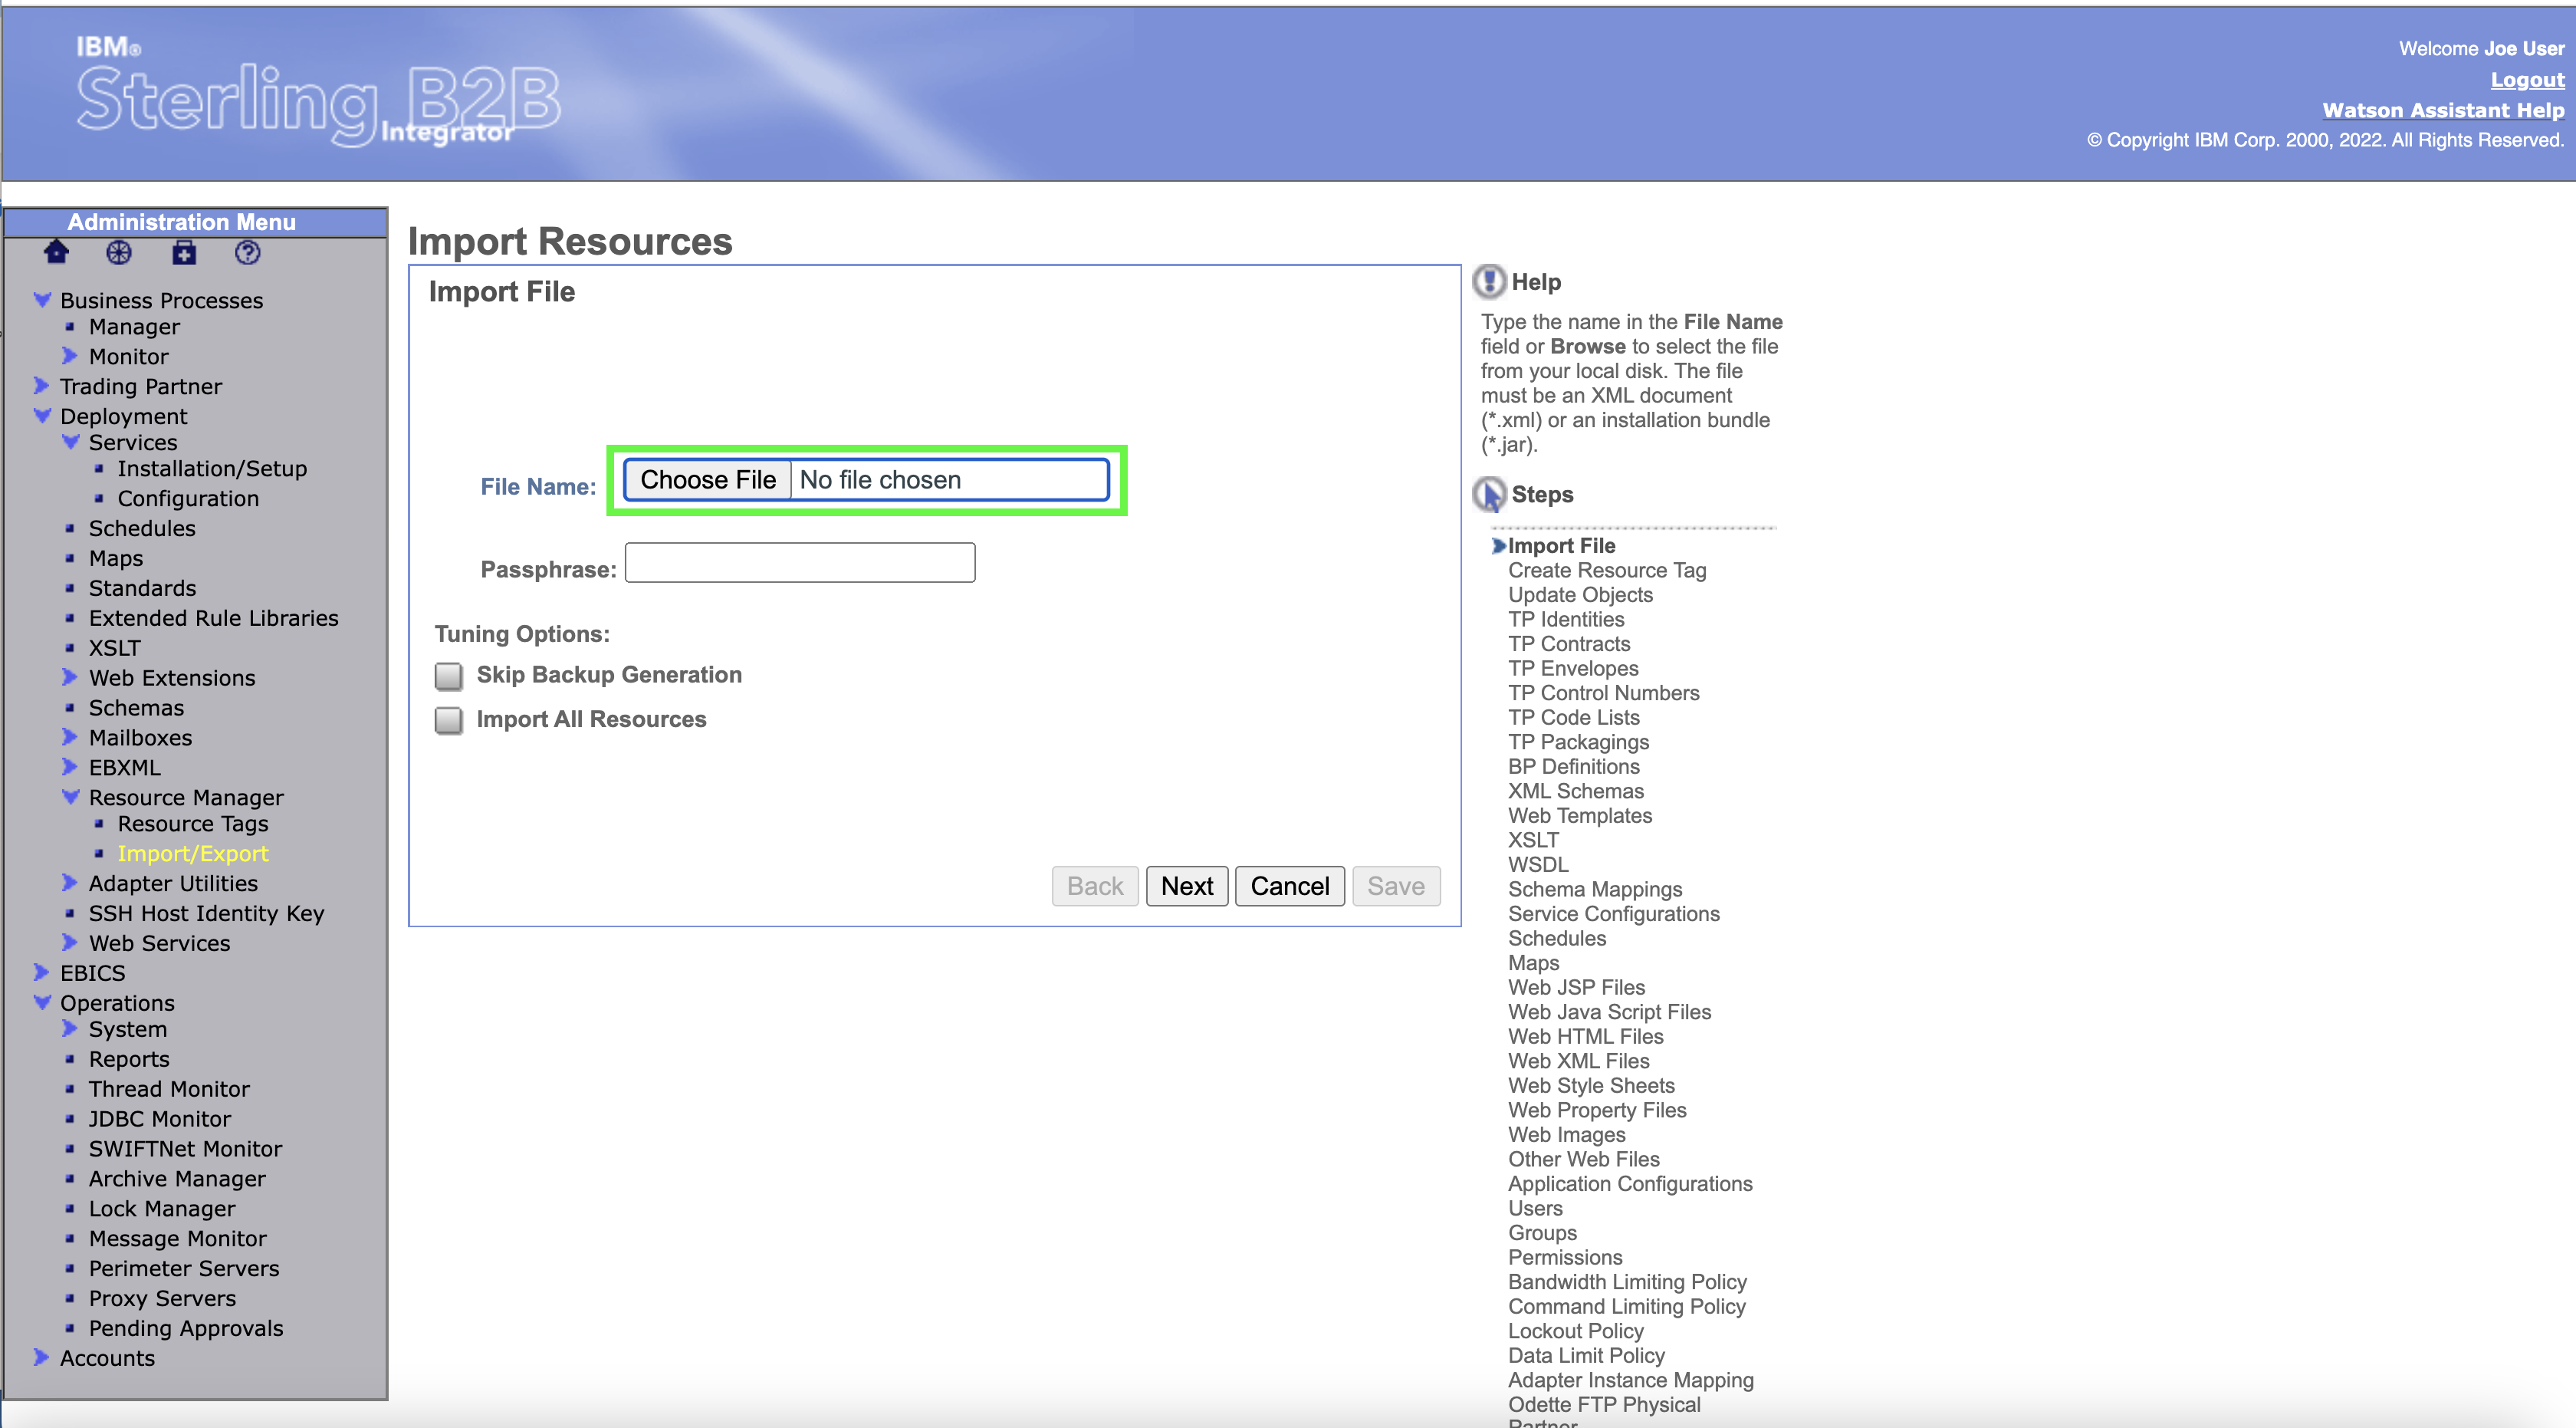 IBM®
Sterling B2B
Integrator
Welcome Joe User
Logout
Watson Assistant Help
© Copyright IBM Corp. 2000, 2022. All Rights Reserved.
Administration Menu
Business Processes
Manager
Monitor
Trading Partner
Deployment
Services
Installation/Setup
Configuration
Schedules
Maps
Standards
Extended Rule Libraries
XSLT
Web Extensions
Schemas
Mailboxes
EBXML
Resource Manager
Resource Tags
Import/Export
Adapter Utilities
SSH Host Identity Key
Web Services
EBICS
Operations
System
Reports
Thread Monitor
JDBC Monitor
SWIFTNet Monitor
Archive Manager
Lock Manager
Message Monitor
Perimeter Servers
Proxy Servers
Pending Approvals
Accounts
Import Resources
Import File
File Name: Choose File No file chosen
Passphrase:
Tuning Options:
Skip Backup Generation
Import All Resources
Back Next Cancel Save
Help
Type the name in the File Name
field or Browse to select the file
from your local disk. The file
must be an XML document
(*.xml) or an installation bundle
(*.jar).
Steps
Import File
Create Resource Tag
Update Objects
TP Identities
TP Contracts
TP Envelopes
TP Control Numbers
TP Code Lists
TP Packagings
BP Definitions
XML Schemas
Web Templates
XSLT
WSDL
Schema Mappings
Service Configurations
Schedules
Maps
Web JSP Files
Web Java Script Files
Web HTML Files
Web XML Files
Web Style Sheets
Web Property Files
Web Images
Other Web Files
Application Configurations
Users
Groups
Permissions
Bandwidth Limiting Policy
Command Limiting Policy
Lockout Policy
Data Limit Policy
Adapter Instance Mapping
Odette FTP Physical
Partner